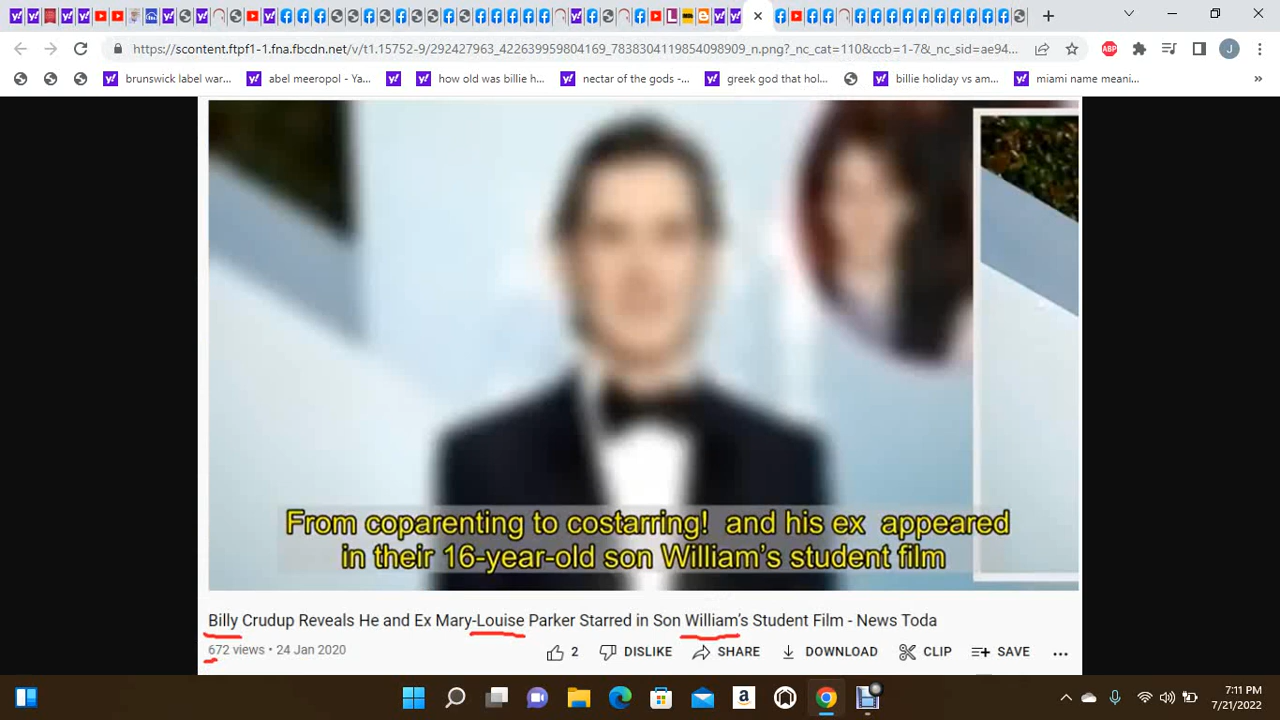 https://scontent.ftpf1-1.fna.fbcdn.net/v/t1.15752-9/292427963_422639959804169_7838304119854098909_n.png?_nc_cat=110&ccb=1-7&_nc_sid=ae94...
ABP
J
brunswick label war...
abel meeropol - Ya...
how old was billie h...
nectar of the gods -...
greek god that hol...
billie holiday vs am...
miami name meani...
From coparenting to costarring! and his ex appeared
in their 16-year-old son William's student film
Billy Crudup Reveals He and Ex Mary-Louise Parker Starred in Son William's Student Film - News Toda
672 views • 24 Jan 2020
2
DISLIKE
SHARE
DOWNLOAD
CLIP
SAVE
7:11 PM
7/21/2022